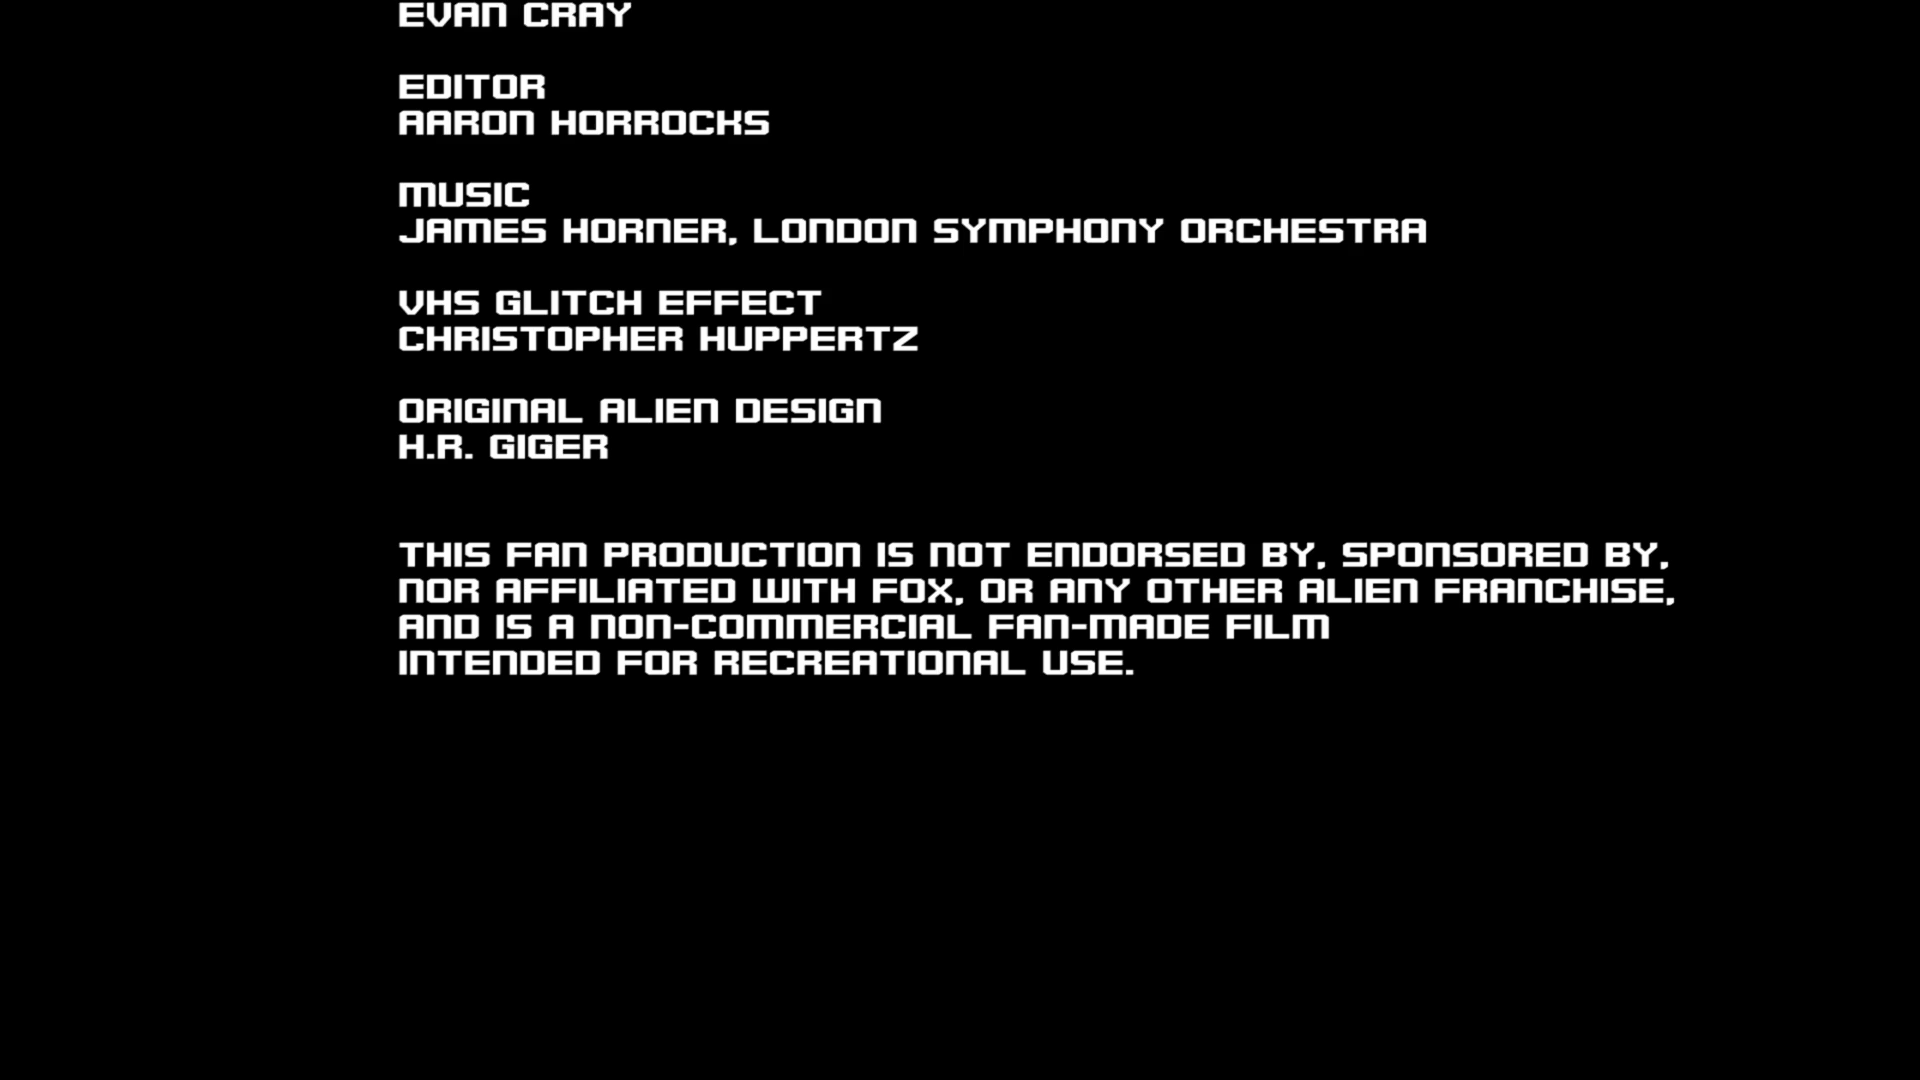 EVAN CRAY
EDITOR
AARON HORROCKS
MUSIC
JAMES HORNER, LONDON SYMPHONY ORCHESTRA
VHS GLITCH EFFECT
CHRISTOPHER HUPPERTZ
ORIGINAL ALIEN DESIGN
H.R. GIGER
THIS FAN PRODUCTION IS NOT ENDORSED BY, SPONSORED BY,
NOR AFFILIATED WITH FOX, OR ANY OTHER ALIEN FRANCHISE,
AND IS A NON-COMMERCIAL FAN-MADE FILM
INTENDED FOR RECREATIONAL USE.